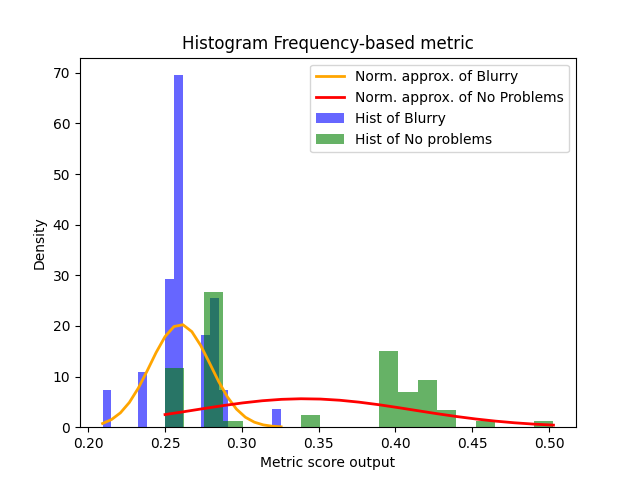 Histogram Frequency-based metric
Norm. approx. of Blurry
Norm. approx. of No Problems
Hist of Blurry
Hist of No problems
Density
70
60
50
40
30
20
10
0
0.20
0.25
0.30
0.35
0.40
0.45
0.50
Metric score output